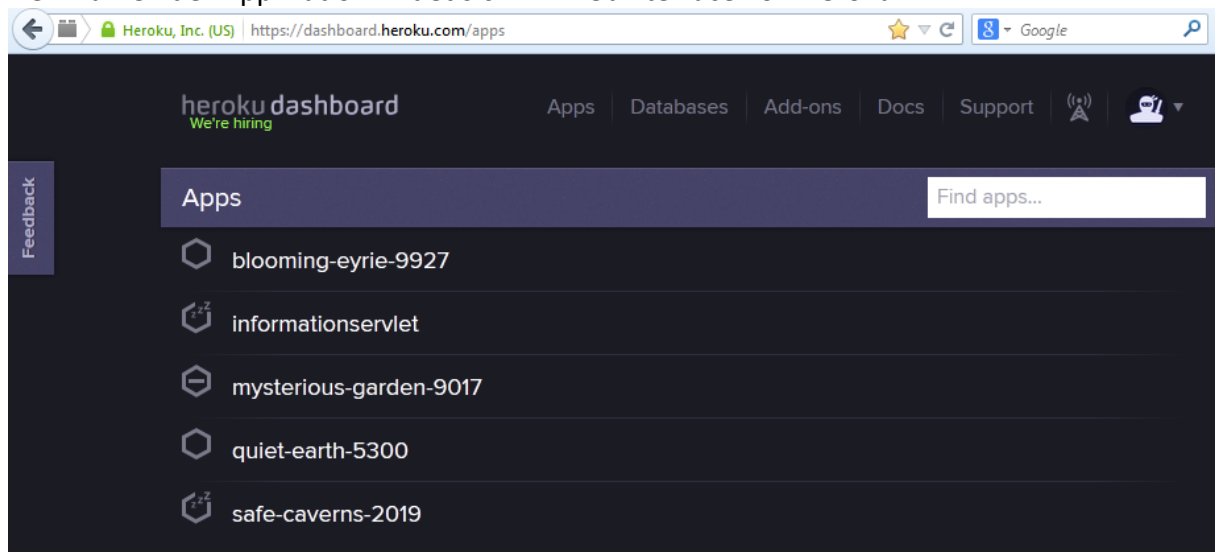 Heroku, Inc. (US) https://dashboard.heroku.com/apps
Google
heroku dashboard
We're hiring
Apps Databases Add-ons Docs Support
Feedback
Apps
Find apps...
blooming-eyrie-9927
informationservlet
mysterious-garden-9017
quiet-earth-5300
safe-caverns-2019